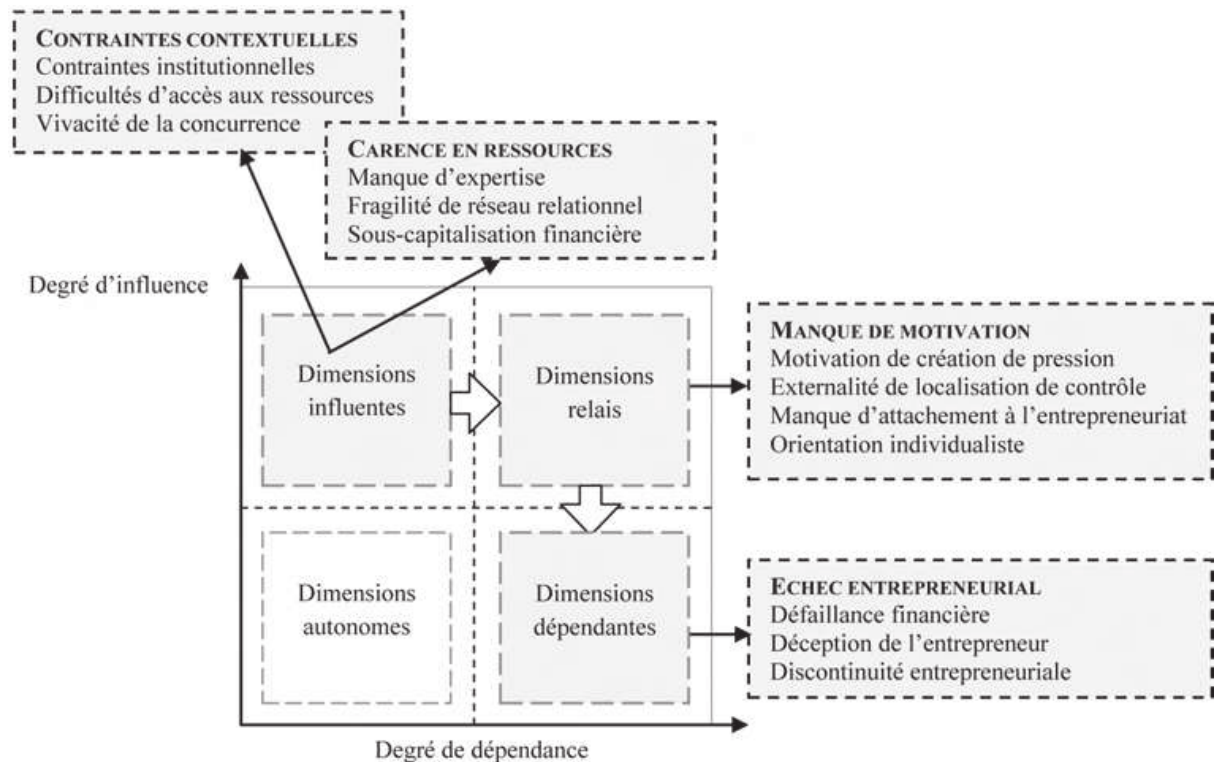 CONTRAINTES CONTEXTUELLES
Contraintes institutionnelles
Difficultés d'accès aux ressources
Vivacité de la concurrence
CARENCE EN RESSOURCES
Manque d'expertise
Fragilité de réseau relationnel
Sous-capitalisation financière
Degré d'influence
Dimensions
influentes
Dimensions
relais
MANQUE DE MOTIVATION
Motivation de création de pression
Externalité de localisation de contrôle
Manque d'attachement à l'entrepreneuriat
Orientation individualiste
Dimensions
autonomes
Dimensions
dépendantes
ECHEC ENTREPRENEURIAL
Défaillance financière
Déception de l'entrepreneur
Discontinuité entrepreneuriale
Degré de dépendance